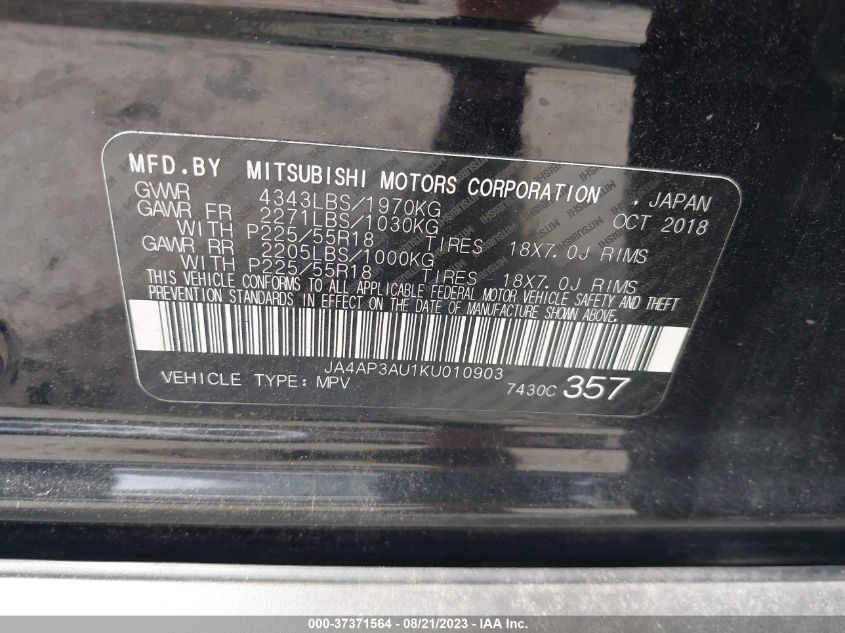 MFD.BY MITSUBISHI MOTORS CORPORATION , JAPAN
GVWR 4343LBS/1970KG OCT 2018
GAWR FR 2271LBS/1030KG
WITH P225/55R18 TIRES 18X7.0J RIMS
GAWR RR 2205LBS/1000KG
WITH P225/55R18 TIRES 18X7.0J RIMS
THIS VEHICLE CONFORMS TO ALL APPLICABLE FEDERAL MOTOR VEHICLE SAFETY AND THEFT
PREVENTION STANDARDS IN EFFECT ON THE DATE OF MANUFACTURE SHOWN ABOVE.
JA4AP3AU1KU010903
VEHICLE TYPE: MPV 7430C 357
000-37371564 - 08/21/2023 - IAAI.COM